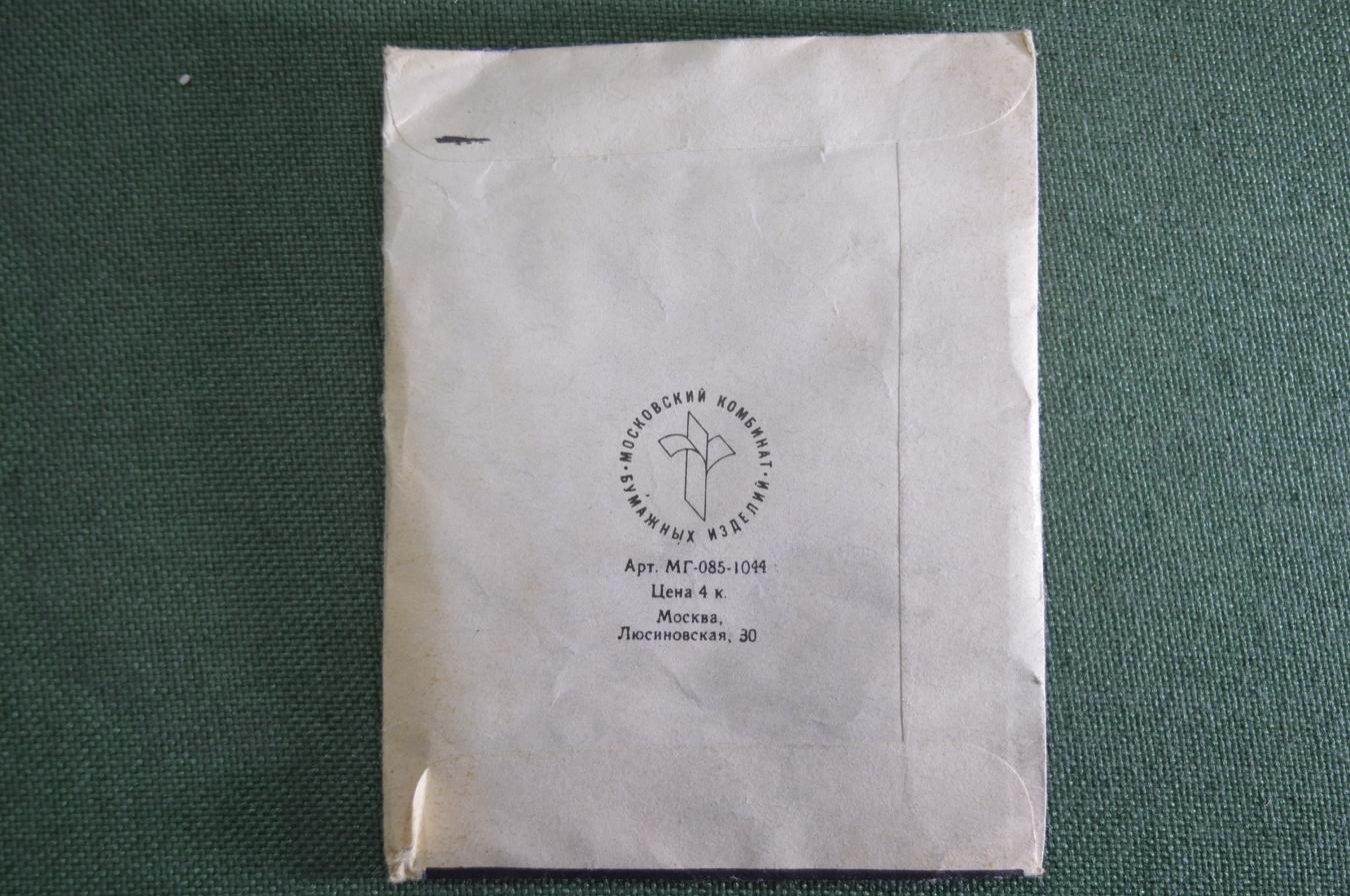 МОСКОВСКИЙ КОМБИНАТ
БУМАЖНЫХ ИЗДЕЛИЙ
Арт. МГ-085-1044
Цена 4 к.
Москва,
Люсиновская, 30